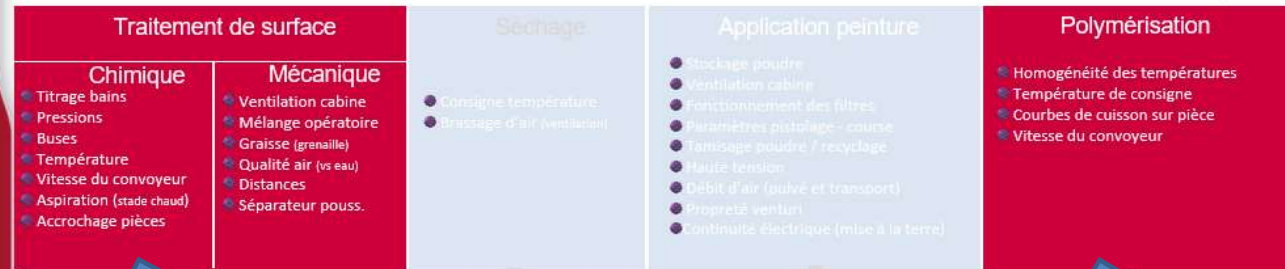 Traitement de surface
Chimique
Titrage bains
Pressions
Buses
Température
Vitesse du convoyeur
Aspiration (stade chaud)
Accrochage pièces
Mécanique
Ventilation cabine
Mélange opératoire
Graisse (grenaille)
Qualité air (vs eau)
Distances
Séparateur pouss.
Séchage
Consigne température
Brassage d'air (ventilation)
Application peinture
Stockage poudre
Ventilation cabine
Fonctionnement des filtres
Paramètres pistolage - course
Tamisage poudre / recyclage
Haute tension
Débit d'air (pulvé et transport)
Propreté venturi
Continuité électrique (mise à la terre)
Polymérisation
Homogénéité des températures
Température de consigne
Courbes de cuisson sur pièce
Vitesse du convoyeur